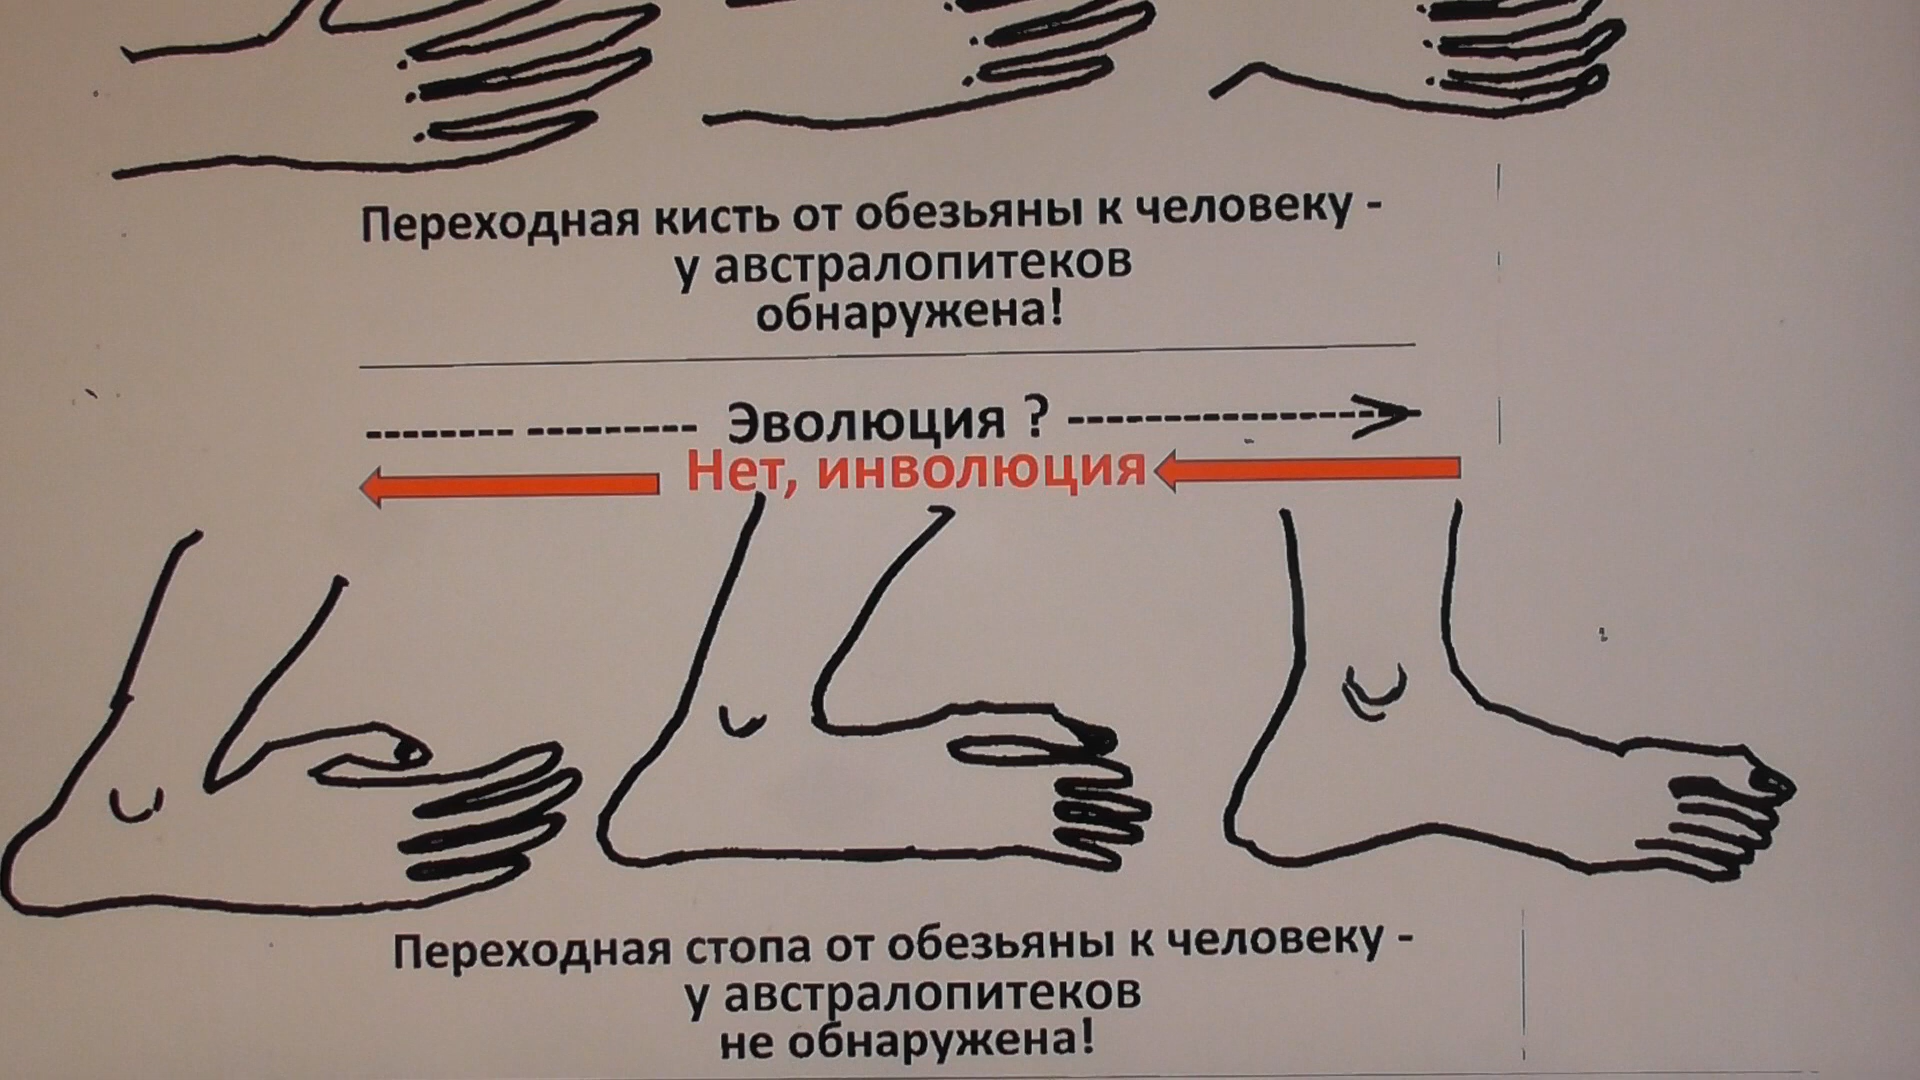 Переходная кисть от обезьяны к человеку -
у австралопитеков
обнаружена!
-------- --------- Эволюция ? ------------------>
Нет, инволюция
Переходная стопа от обезьяны к человеку -
у австралопитеков
не обнаружена!